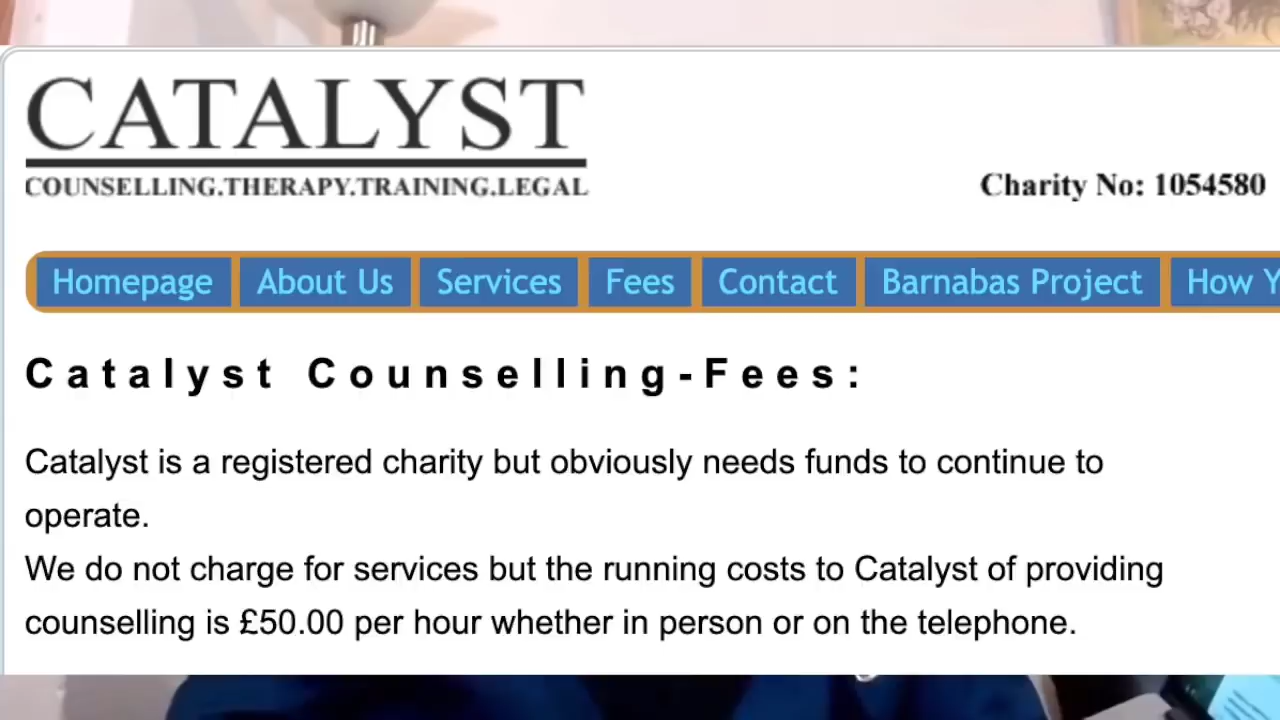 CATALYST
COUNSELLING.THERAPY.TRAINING.LEGAL
Charity No: 1054580
Homepage About Us Services Fees Contact Barnabas Project How Y
Catalyst Counselling-Fees:
Catalyst is a registered charity but obviously needs funds to continue to
operate.
We do not charge for services but the running costs to Catalyst of providing
counselling is £50.00 per hour whether in person or on the telephone.